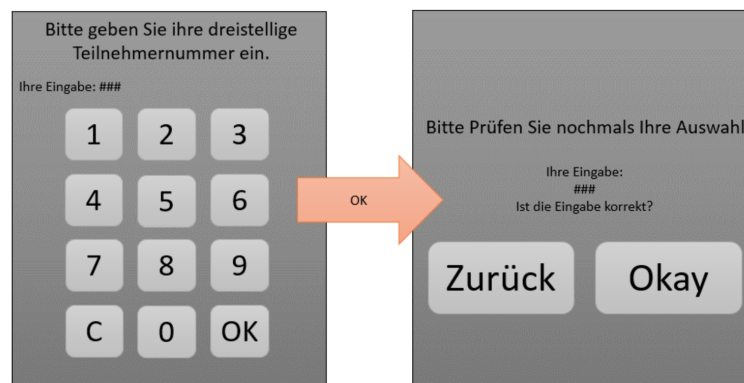 Bitte geben Sie ihre dreistellige
Teilnehmernummer ein.
Ihre Eingabe: ###
1 2 3
4 5 6
7 8 9
C 0 OK
OK
Bitte Prüfen Sie nochmals Ihre Auswahl
Ihre Eingabe:
###
Ist die Eingabe korrekt?
Zurück Okay